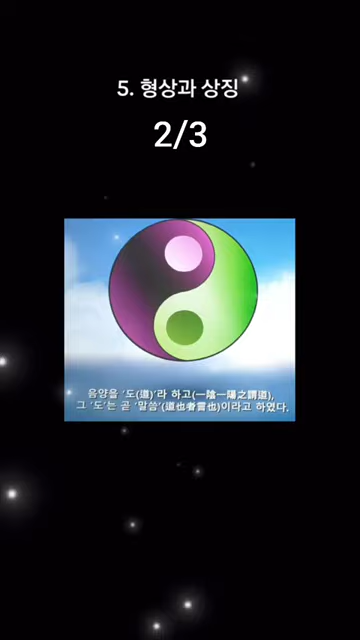 5. 형상과 상징
2/3
음양을 '도(道)'라 하고(一陰一陽之謂道),
그 '도'는 곧 '말씀'(道也者言也)이라고 하였다.